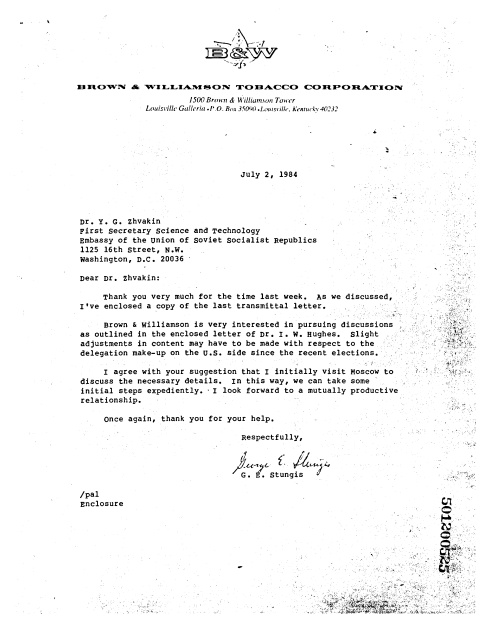 B&W
BROWN & WILLIAMSON TOBACCO CORPORATION
1500 Brown & Williamson Tower
Louisville Galleria • P.O. Box 35090 • Louisville, Kentucky 40232
July 2, 1984
Dr. Y. G. Zhvakin
First Secretary Science and Technology
Embassy of the Union of Soviet Socialist Republics
1125 16th Street, N.W.
Washington, D.C. 20036
Dear Dr. Zhvakin:
Thank you very much for the time last week. As we discussed,
I've enclosed a copy of the last transmittal letter.
Brown & Williamson is very interested in pursuing discussions
as outlined in the enclosed letter of Dr. I. W. Hughes. Slight
adjustments in content may have to be made with respect to the
delegation make-up on the U.S. side since the recent elections.
I agree with your suggestion that I initially visit Moscow to
discuss the necessary details. In this way, we can take some
initial steps expediently. I look forward to a mutually productive
relationship.
Once again, thank you for your help.
Respectfully,
George E. Stungis
G. E. Stungis
/pal
Enclosure
501200525